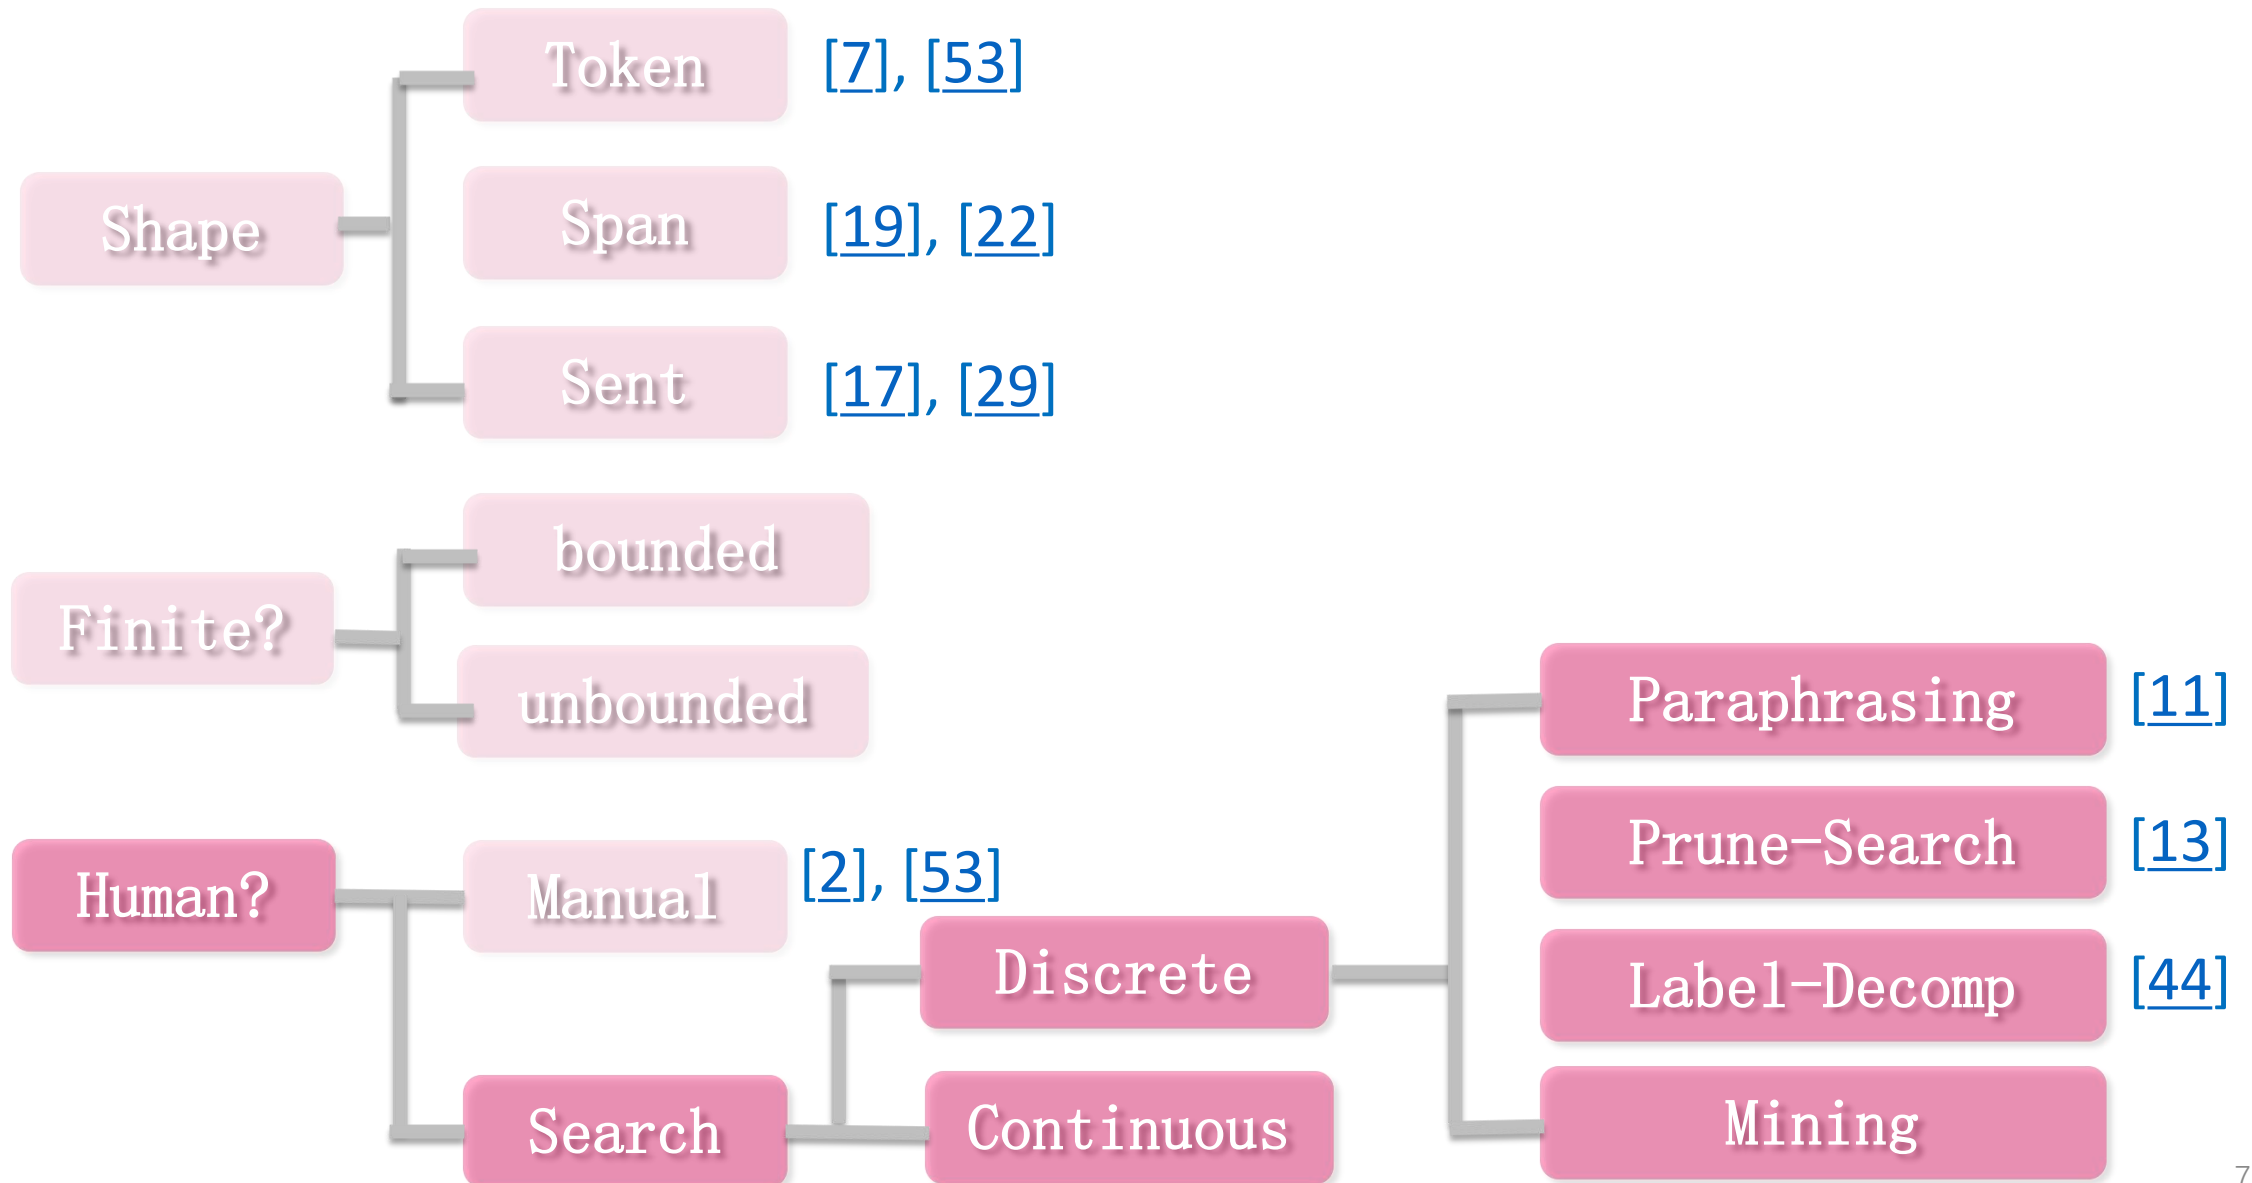 Token [7], [53]
Shape
Span [19], [22]
Sent [17], [29]
bounded
Finite?
unbounded
Paraphrasing [11]
Prune-Search [13]
Human?
Manual [2], [53]
Discrete
Label-Decomp [44]
Search
Continuous
Mining
7